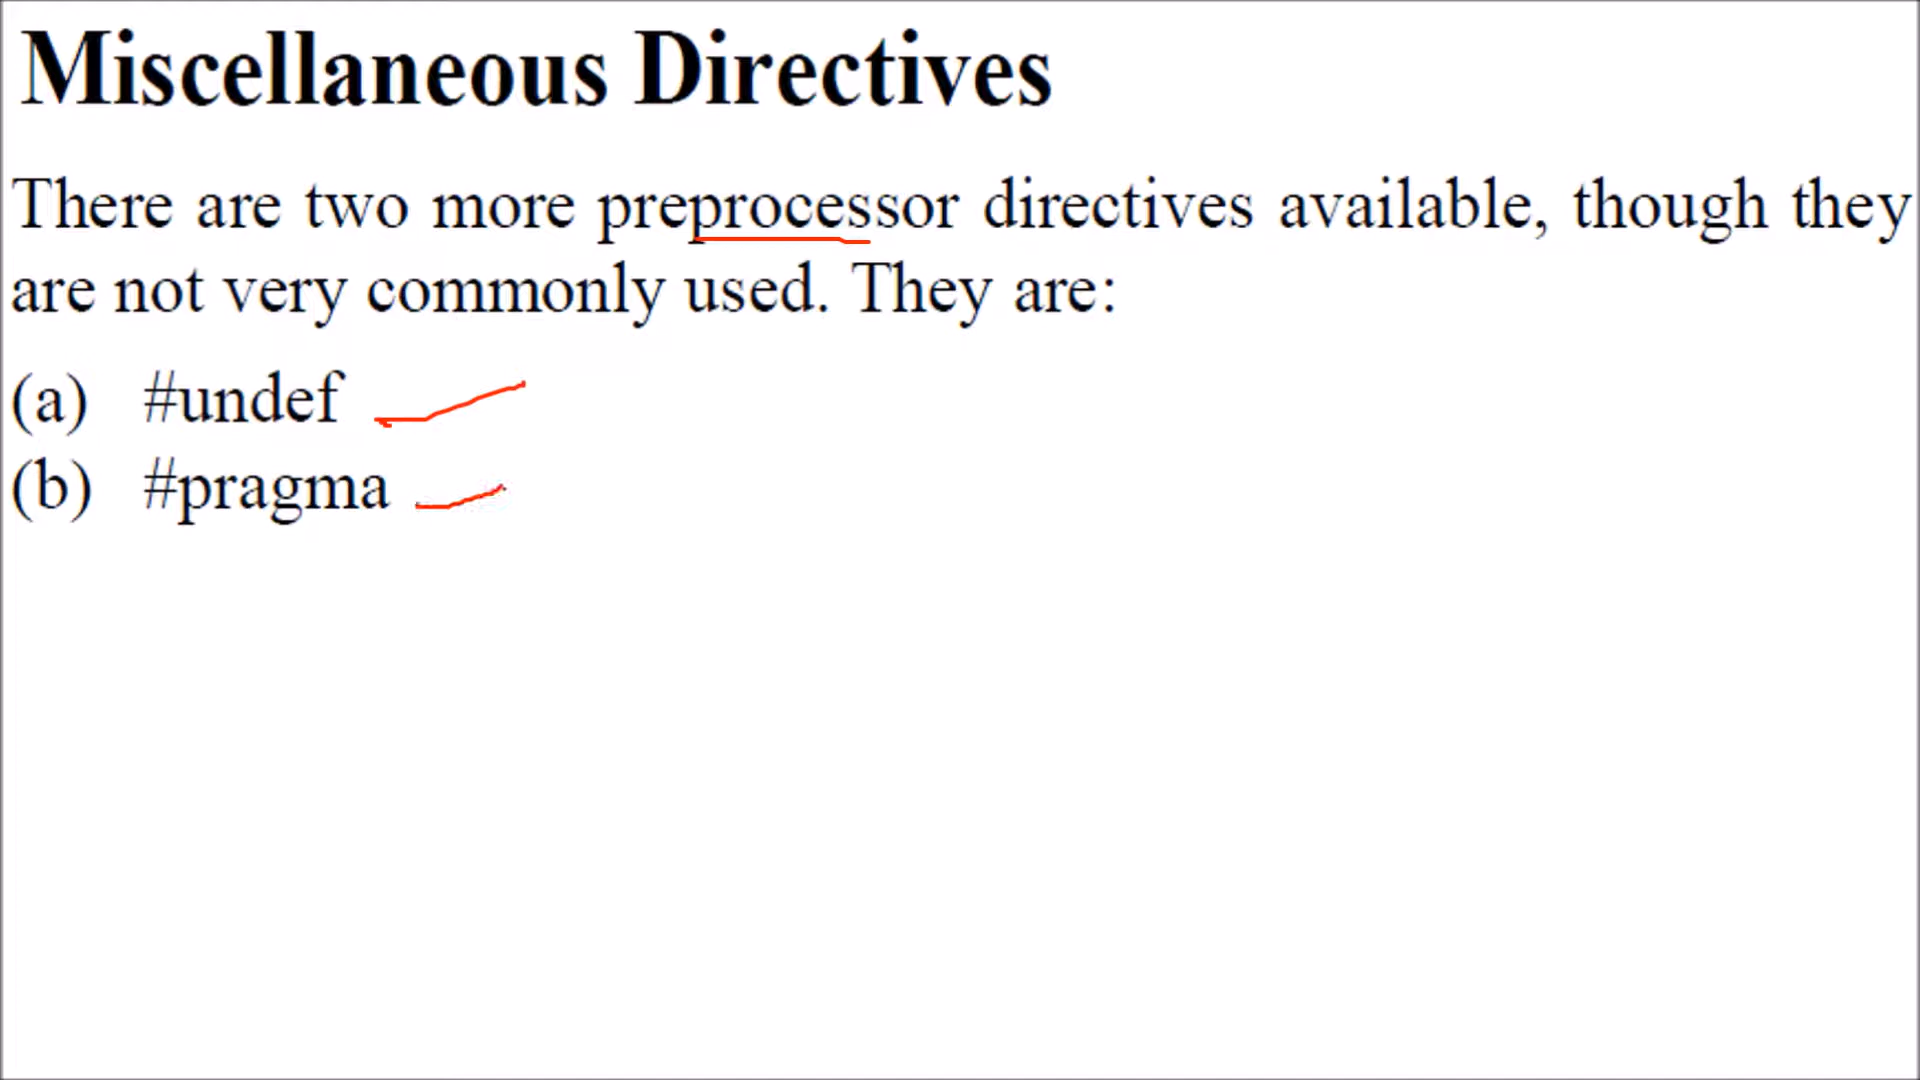 Miscellaneous Directives
There are two more preprocessor directives available, though they
are not very commonly used. They are:
(a) #undef
(b) #pragma